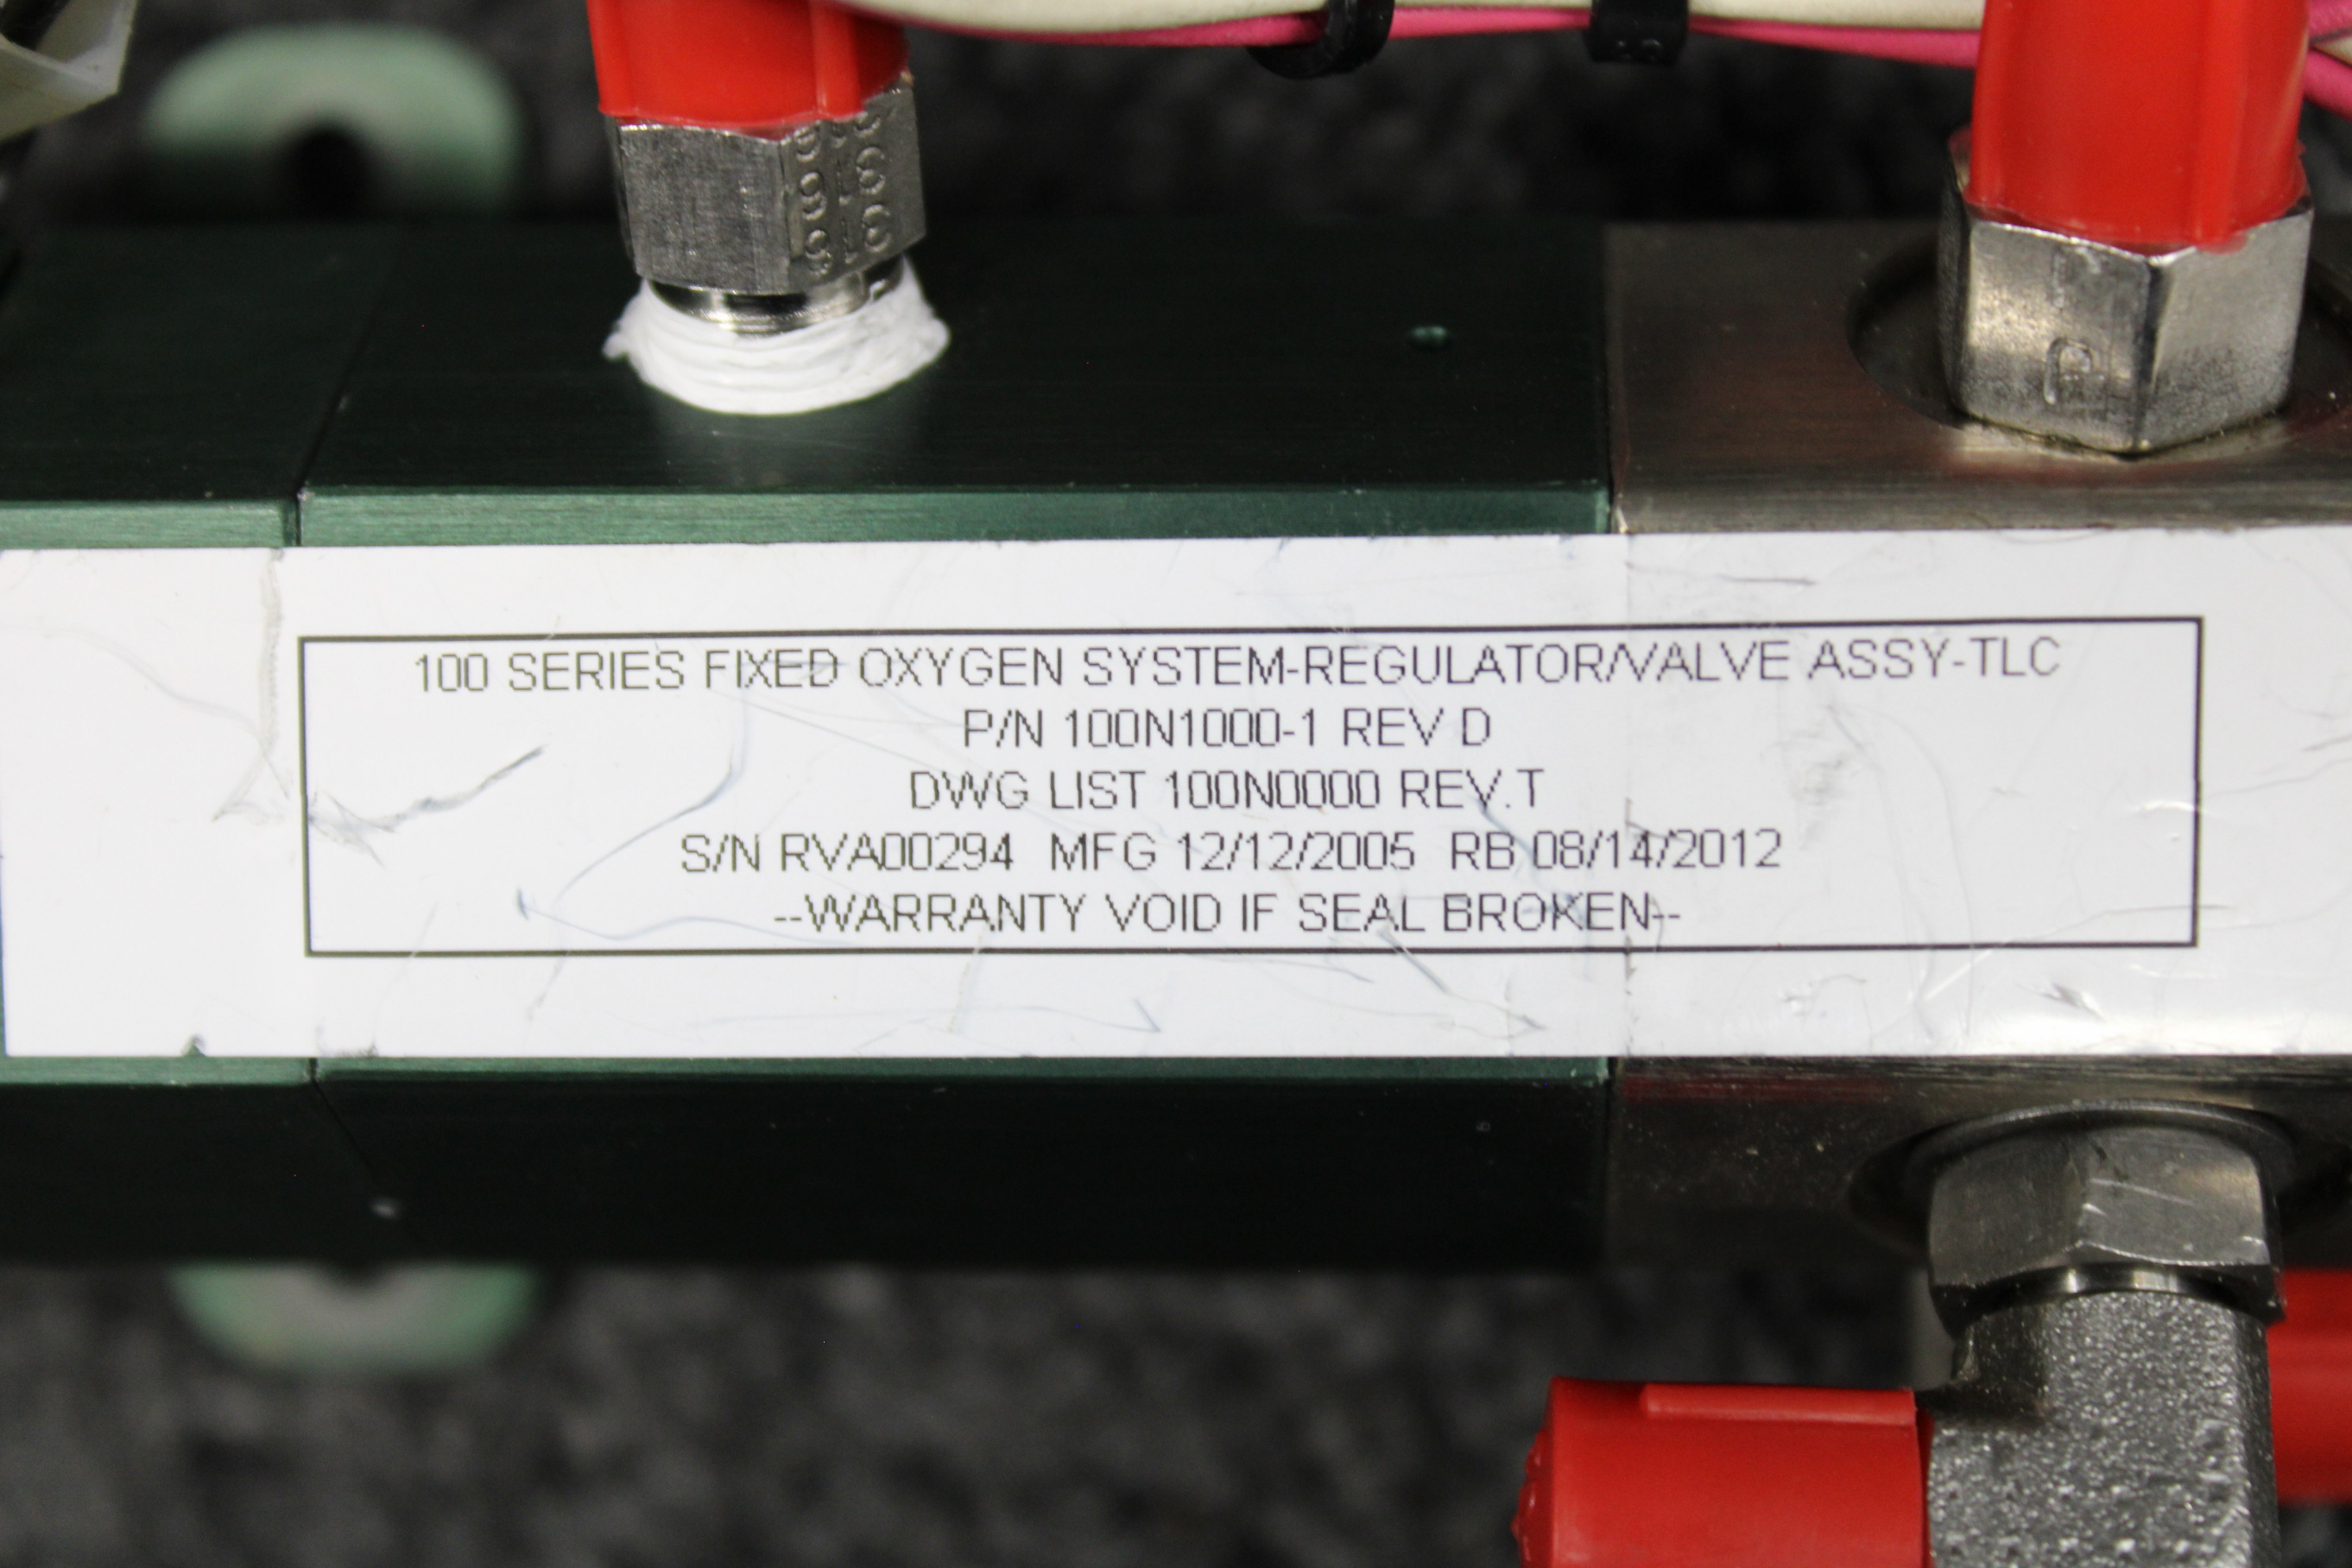 100 SERIES FIXED OXYGEN SYSTEM-REGULATOR/VALVE ASSY-TLC
P/N 100N1000-1 REV D
DWG LIST 100N0000 REV.T
S/N RVA00294 MFG 12/12/2005 RB 08/14/2012
--WARRANTY VOID IF SEAL BROKEN--